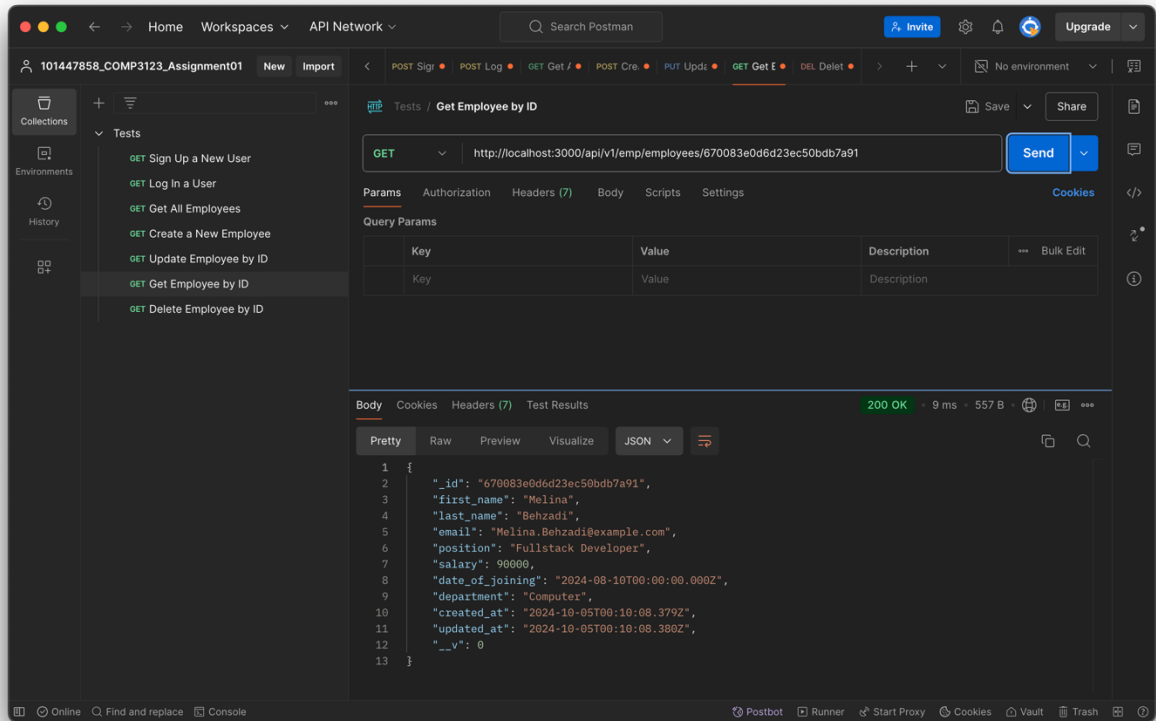 Home Workspaces API Network Search Postman Invite Upgrade
101447858_COMP3123_Assignment01 New Import
POST Sigr POST Log GET Get POST Cre. PUT Upda GET Get E DEL Delet No environment
Collections
Environments
History
Tests
GET Sign Up a New User
GET Log In a User
GET Get All Employees
GET Create a New Employee
GET Update Employee by ID
GET Get Employee by ID
GET Delete Employee by ID
HTTP Tests / Get Employee by ID Save Share
GET http://localhost:3000/api/v1/emp/employees/670083e0d6d23ec50bdb7a91 Send
Params Authorization Headers (7) Body Scripts Settings Cookies
Query Params
Key Value Description Bulk Edit
Key Value Description
Body Cookies Headers (7) Test Results 200 OK 9 ms 557 B e.g.
Pretty Raw Preview Visualize JSON
1 {
2 "_id": "670083e0d6d23ec50bdb7a91",
3 "first_name": "Melina",
4 "last_name": "Behzadi",
5 "email": "Melina.Behzadi@example.com",
6 "position": "Fullstack Developer",
7 "salary": 90000,
8 "date_of_joining": "2024-08-10T00:00:00.000Z",
9 "department": "Computer",
10 "created_at": "2024-10-05T00:10:08.379Z",
11 "updated_at": "2024-10-05T00:10:08.380Z",
12 "__v": 0
13 }
Online Find and replace Console Postbot Runner Start Proxy Cookies Vault Trash